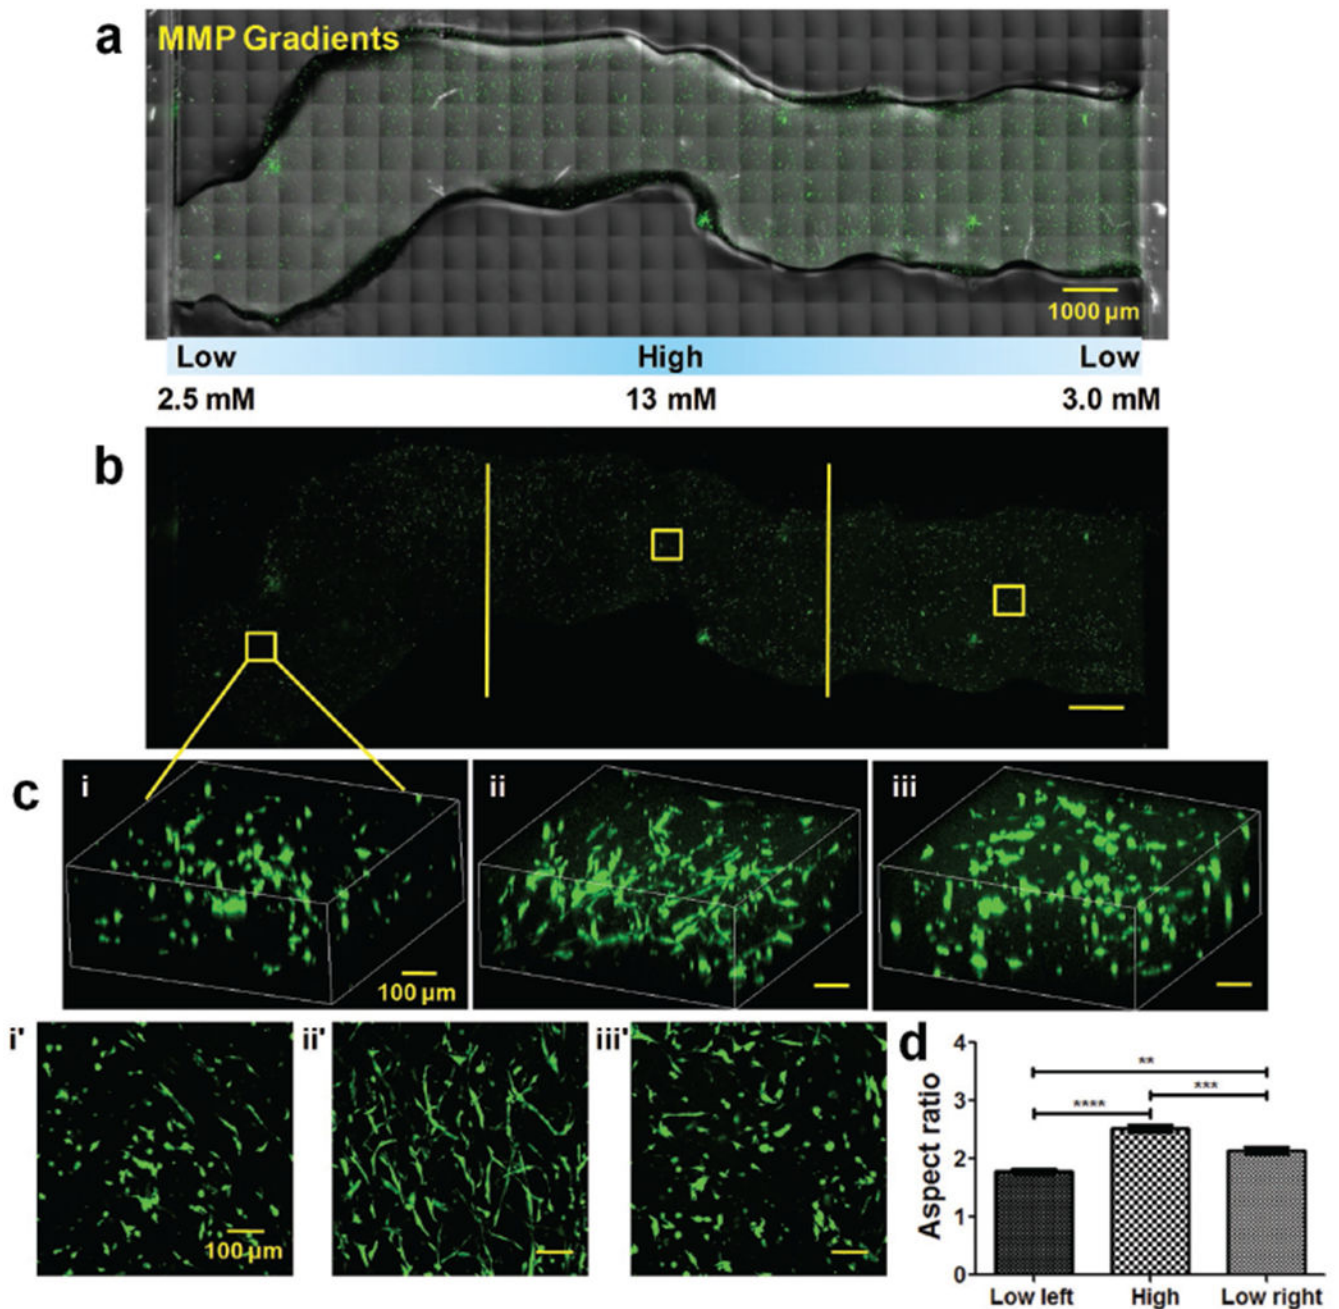 a
MMP Gradients
1000 µm
Low High Low
2.5 mM 13 mM 3.0 mM
b
c
i ii iii
100 µm
i' ii' iii'
100 µm
d
Aspect ratio
4
3
2
1
0
**
***
****
Low left High Low right